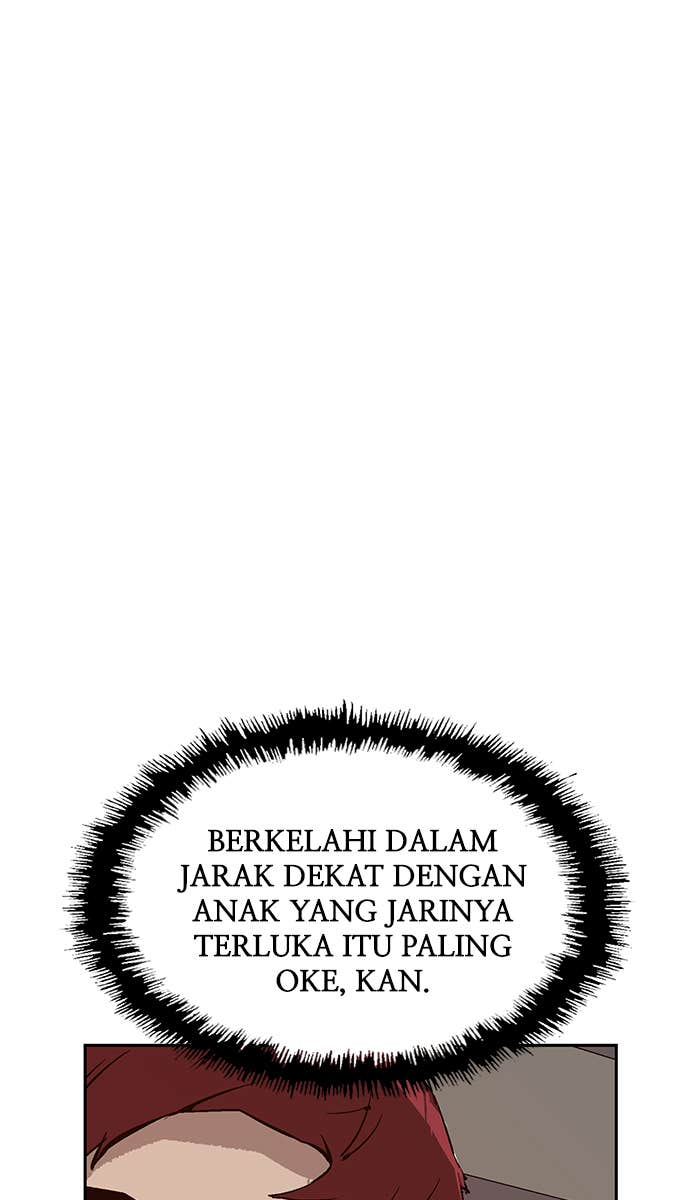 BERKELAHI DALAM
JARAK DEKAT DENGAN
ANAK YANG JARINYA
TERLUKA ITU PALING
OKE, KAN.